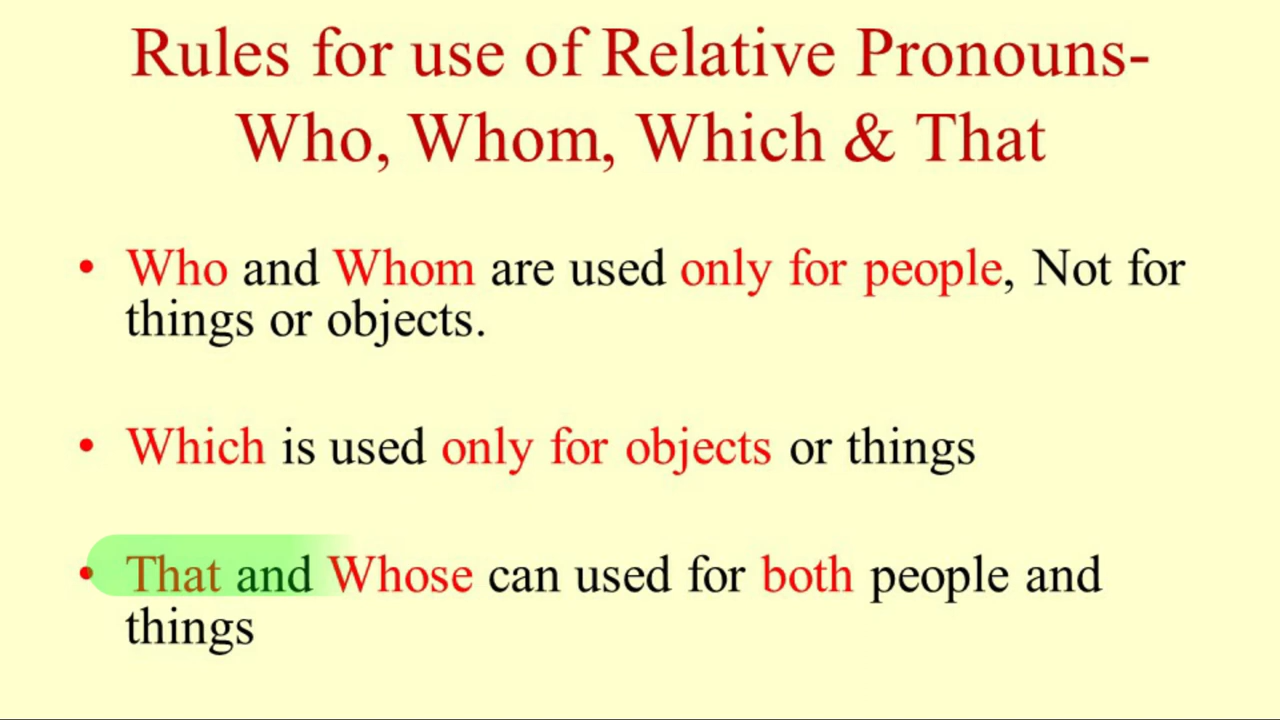 Rules for use of Relative Pronouns-
Who, Whom, Which & That
• Who and Whom are used only for people, Not for
things or objects.
• Which is used only for objects or things
• That and Whose can used for both people and
things